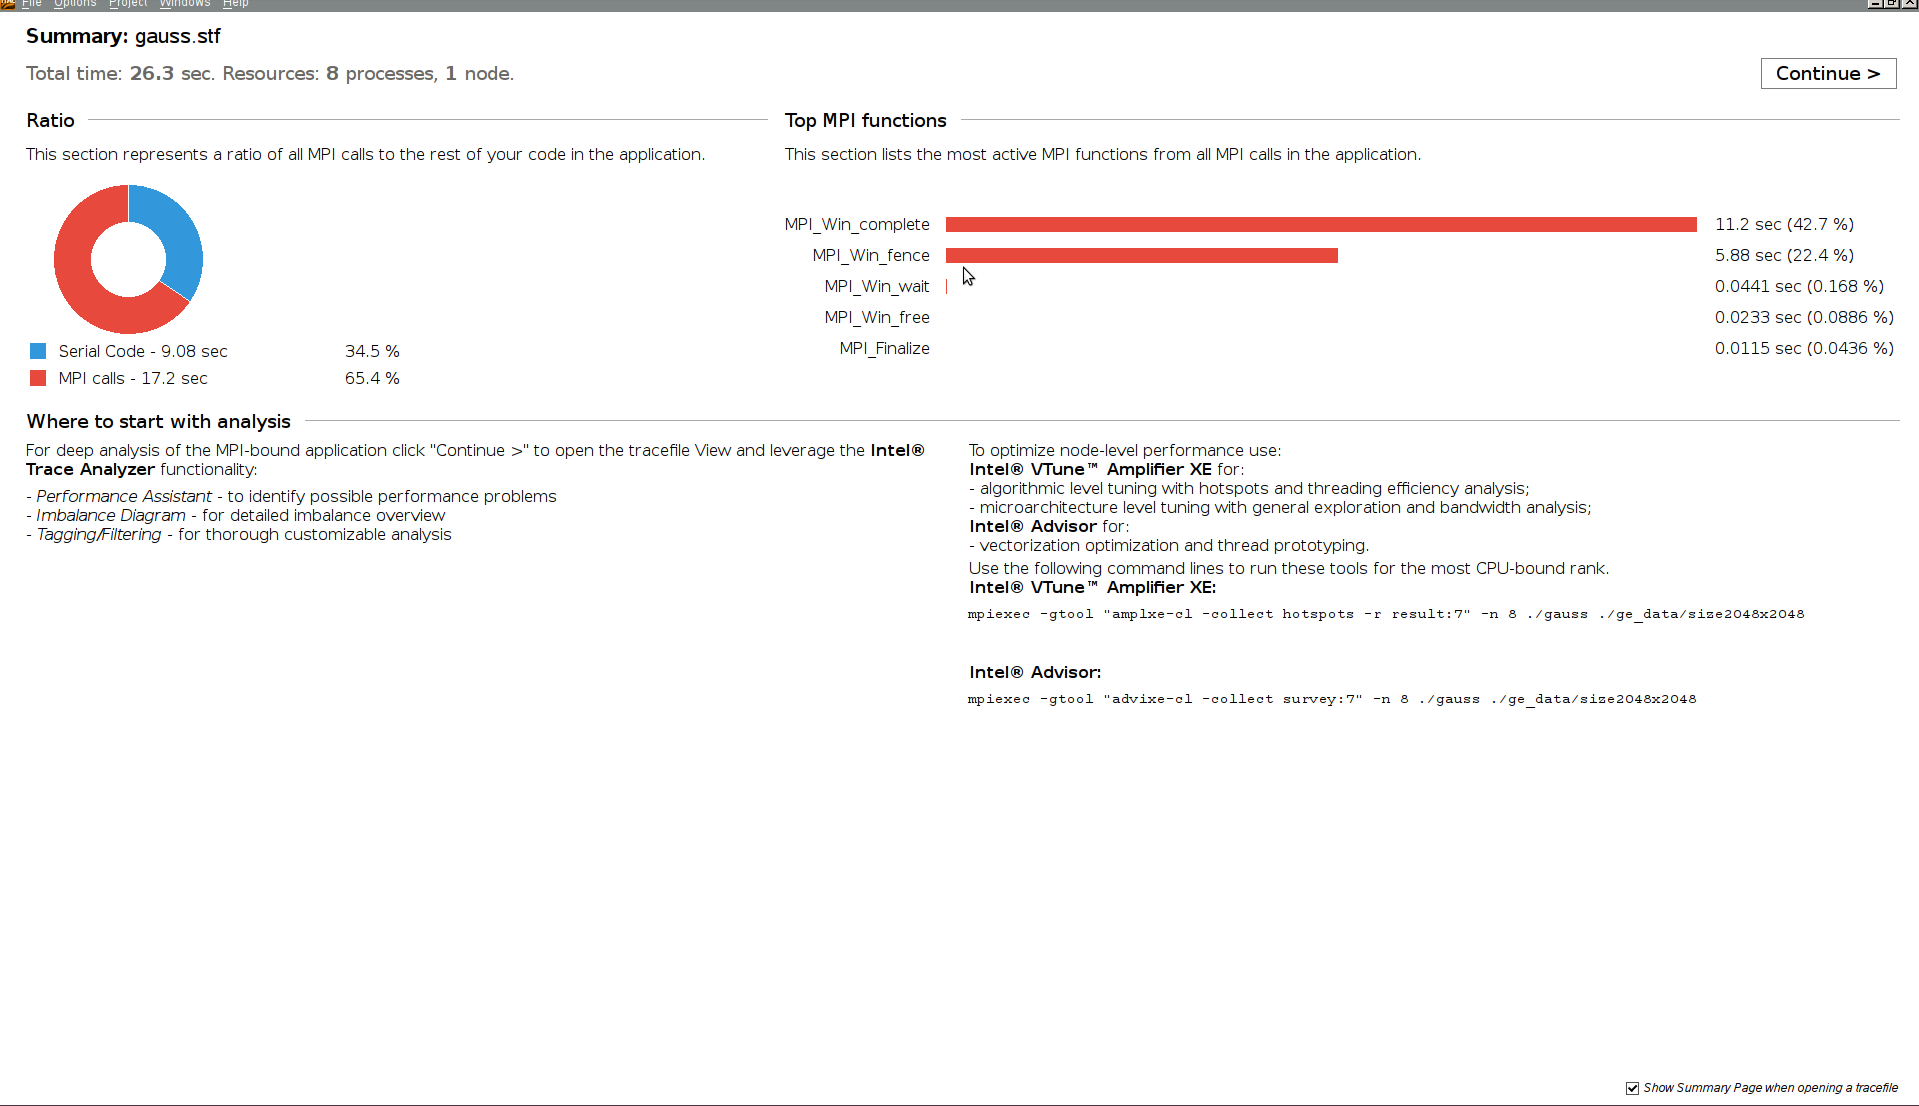 File Options Project Windows Help
Summary: gauss.stf
Total time: 26.3 sec. Resources: 8 processes, 1 node.
Continue >
Ratio
This section represents a ratio of all MPI calls to the rest of your code in the application.
Serial Code - 9.08 sec 34.5 %
MPI calls - 17.2 sec 65.4 %
Top MPI functions
This section lists the most active MPI functions from all MPI calls in the application.
MPI_Win_complete 11.2 sec (42.7 %)
MPI_Win_fence 5.88 sec (22.4 %)
MPI_Win_wait 0.0441 sec (0.168 %)
MPI_Win_free 0.0233 sec (0.0886 %)
MPI_Finalize 0.0115 sec (0.0436 %)
Where to start with analysis
For deep analysis of the MPI-bound application click "Continue >" to open the tracefile View and leverage the Intel®
Trace Analyzer functionality:
- Performance Assistant - to identify possible performance problems
- Imbalance Diagram - for detailed imbalance overview
- Tagging/Filtering - for thorough customizable analysis
To optimize node-level performance use:
Intel® VTune™ Amplifier XE for:
- algorithmic level tuning with hotspots and threading efficiency analysis;
- microarchitecture level tuning with general exploration and bandwidth analysis;
Intel® Advisor for:
- vectorization optimization and thread prototyping.
Use the following command lines to run these tools for the most CPU-bound rank.
Intel® VTune™ Amplifier XE:
mpiexec -gtool "amplxe-cl -collect hotspots -r result:7" -n 8 ./gauss ./ge_data/size2048x2048
Intel® Advisor:
mpiexec -gtool "advixe-cl -collect survey:7" -n 8 ./gauss ./ge_data/size2048x2048
Show Summary Page when opening a tracefile